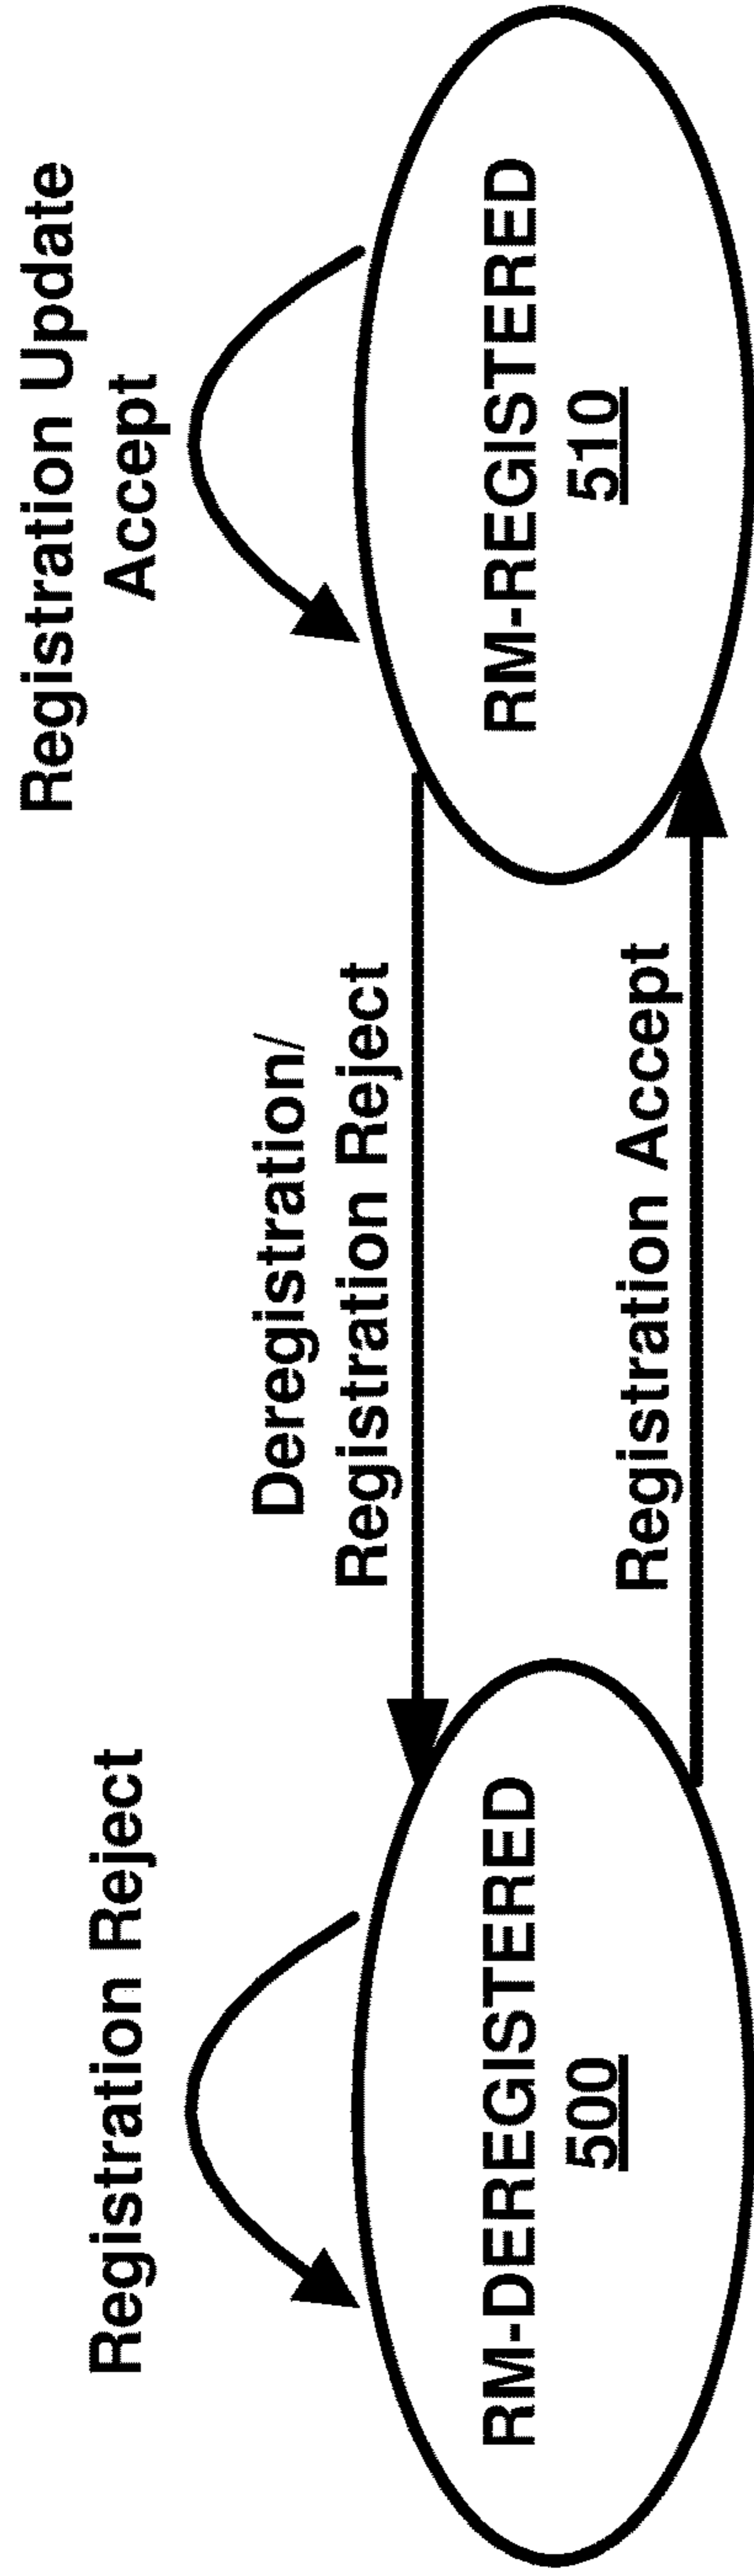 Registration Reject
RM-DEREGISTERED
500
Deregistration/
Registration Reject
Registration Accept
Registration Update
Accept
RM-REGISTERED
510